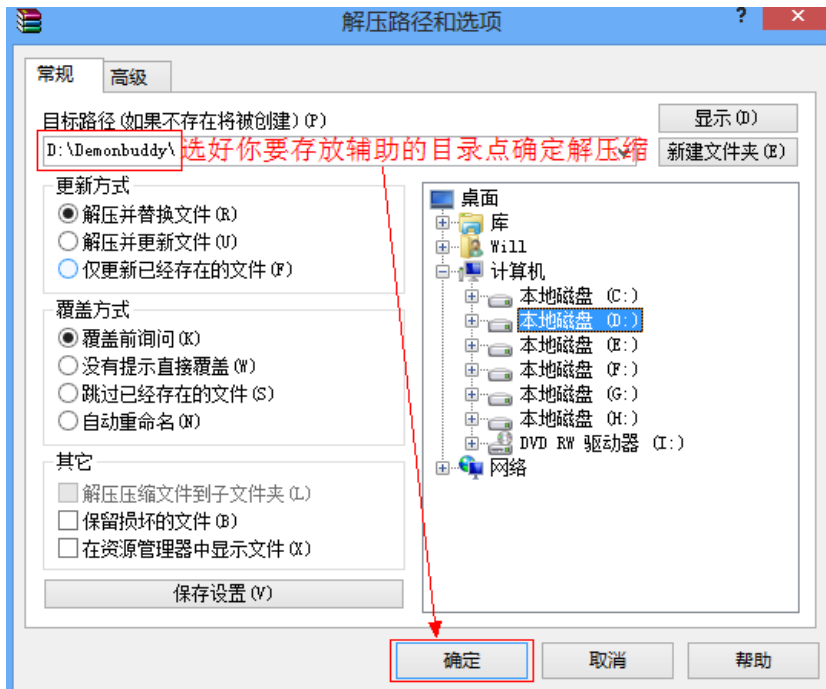 解压路径和选项
? ×
常规 高级
目标路径(如果不存在将被创建)(P)
显示(D)
D:\Demonbuddy\ 选好你要存放辅助的目录点确定解压缩
新建文件夹(E)
更新方式
解压并替换文件(R)
解压并更新文件(U)
仅更新已经存在的文件(F)
覆盖方式
覆盖前询问(K)
没有提示直接覆盖(W)
跳过已经存在的文件(S)
自动重命名(N)
其它
解压压缩文件到子文件夹(L)
保留损坏的文件(B)
在资源管理器中显示文件(X)
保存设置(V)
桌面
库
Will
计算机
本地磁盘 (C:)
本地磁盘 (D:)
本地磁盘 (E:)
本地磁盘 (F:)
本地磁盘 (G:)
本地磁盘 (H:)
DVD RW 驱动器 (I:)
网络
确定 取消 帮助